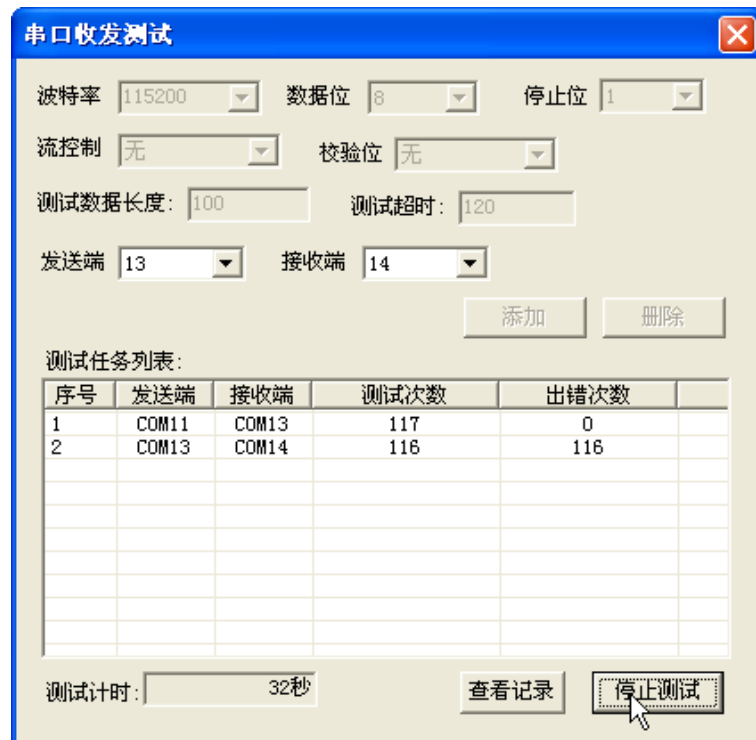 串口收发测试
波特率 115200 数据位 8 停止位 1
流控制 无 校验位 无
测试数据长度: 100 测试超时: 120
发送端 13 接收端 14
添加 删除
测试任务列表:
序号 发送端 接收端 测试次数 出错次数
1 COM11 COM13 117 0
2 COM13 COM14 116 116
测试计时: 32秒 查看记录 停止测试